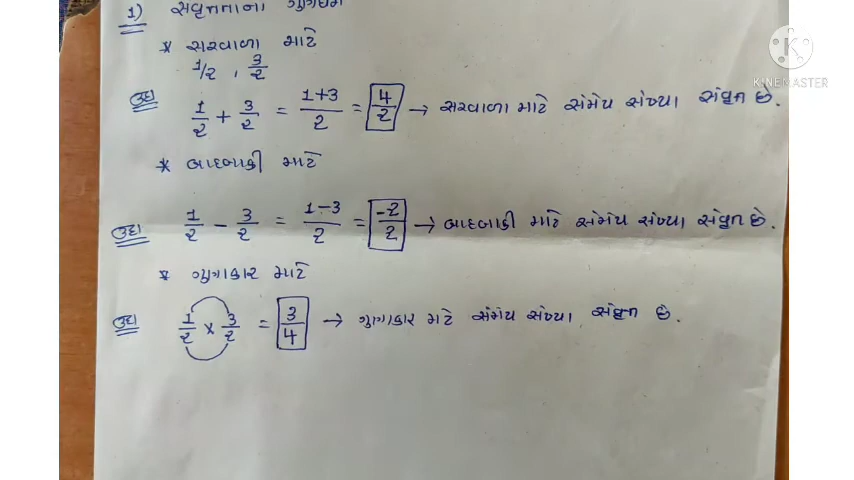 1) સંવૃત્તતાના ગુણધર્મ
* સરવાળા માટે
1/2 , 3/2
ઉદા 1/2 + 3/2 = 1+3/2 = 4/2 → સરવાળા માટે સંમેય સંખ્યા સંવૃત્ત છે.
* બાદબાકી માટે
ઉદા 1/2 - 3/2 = 1-3/2 = -2/2 → બાદબાકી માટે સંમેય સંખ્યા સંવૃત્ત છે.
* ગુણાકાર માટે
ઉદા 1/2 × 3/2 = 3/4 → ગુણાકાર માટે સંમેય સંખ્યા સંવૃત્ત છે.
KINEMASTER